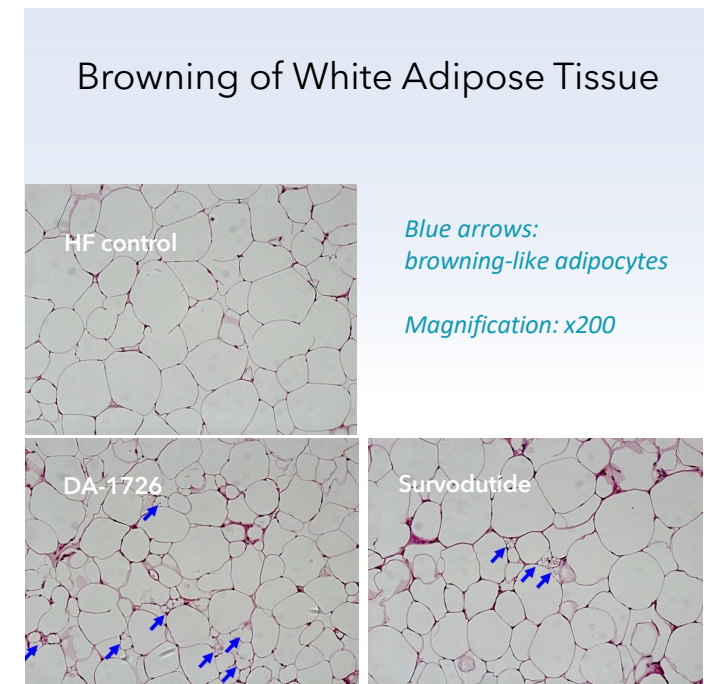 Browning of White Adipose Tissue
HF control
Blue arrows:
browning-like adipocytes
Magnification: x200
DA-1726
Survodutide